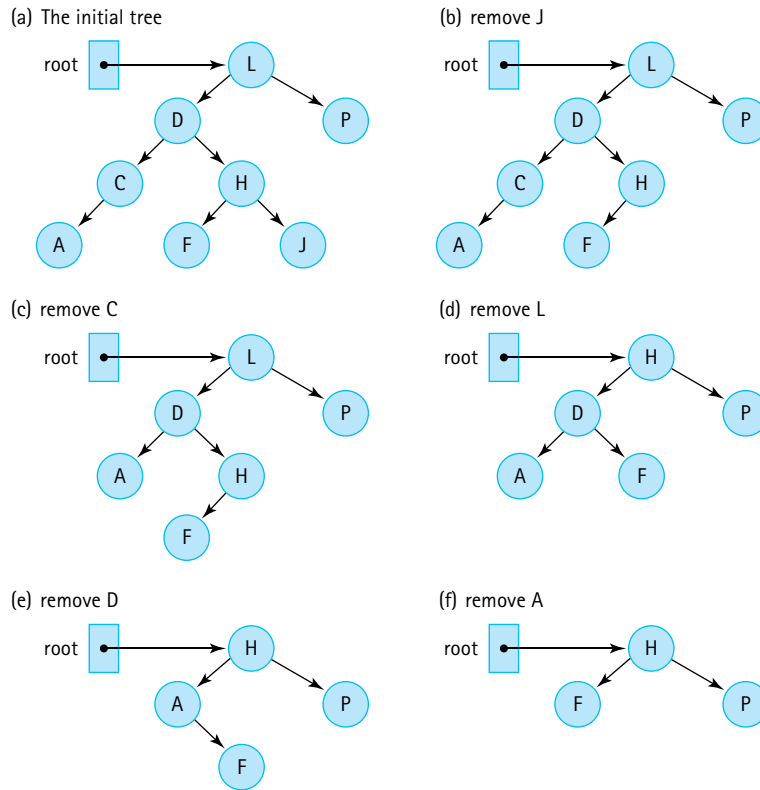 (a) The initial tree
root
L
D
P
C
H
A
F
J
(b) remove J
root
L
D
P
C
H
A
F
(c) remove C
root
L
D
P
A
H
F
(d) remove L
root
H
D
P
A
F
(e) remove D
root
H
A
P
F
(f) remove A
root
H
F
P